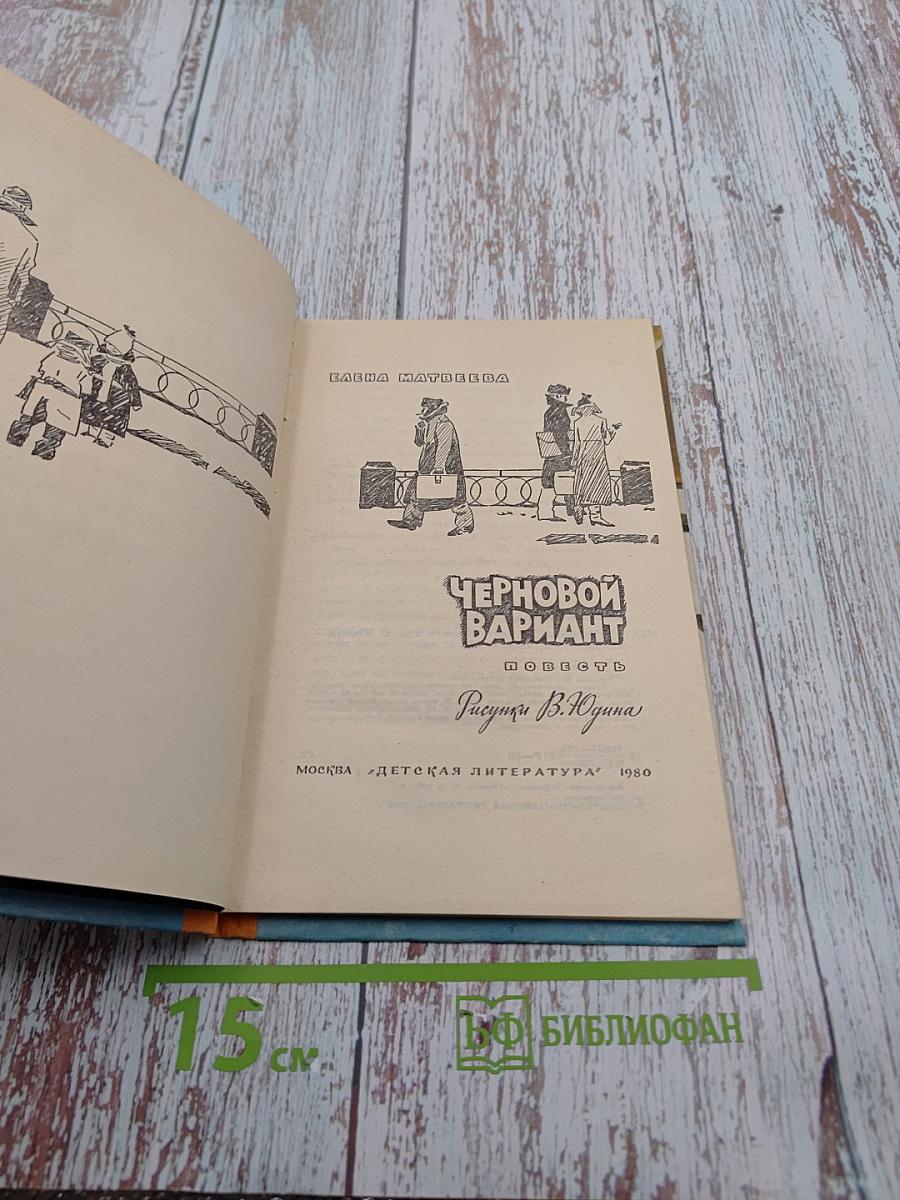 ЕЛЕНА МАТВЕЕВА
ЧЕРНОВОЙ
ВАРИАНТ
ПОВЕСТЬ
Рисунки В. Юдина
МОСКВА "ДЕТСКАЯ ЛИТЕРАТУРА" 1980
15 см
БФ БИБЛИОФАН